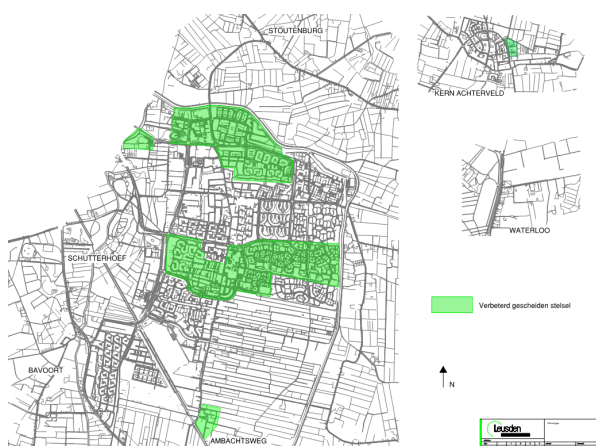 STOUTENBURG
KERN ACHTERVELD
WATERLOO
SCHUTTERHOEF
Verbeterd gescheiden stelsel
BAVOORT
N
AMBACHTSWEG
Leusden